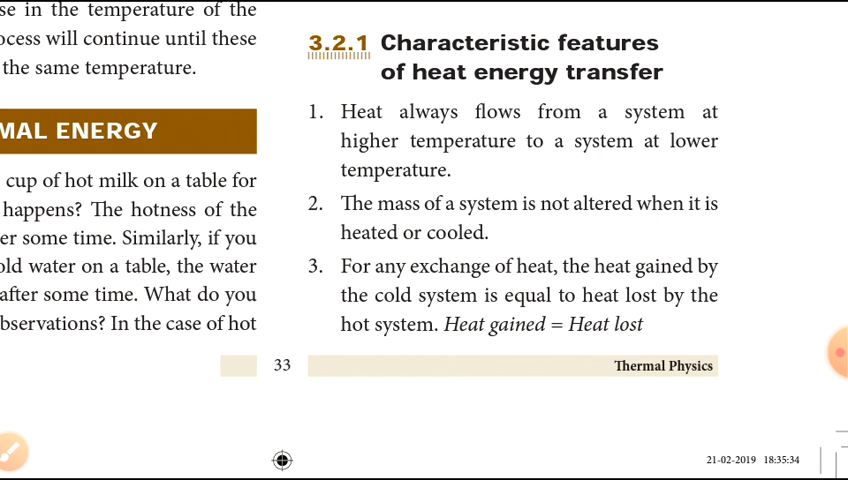 se in the temperature of the
ocess will continue until these
the same temperature.
MAL ENERGY
cup of hot milk on a table for
happens? The hotness of the
er some time. Similarly, if you
old water on a table, the water
after some time. What do you
bservations? In the case of hot
3.2.1 Characteristic features
of heat energy transfer
1. Heat always flows from a system at
higher temperature to a system at lower
temperature.
2. The mass of a system is not altered when it is
heated or cooled.
3. For any exchange of heat, the heat gained by
the cold system is equal to heat lost by the
hot system. Heat gained = Heat lost
33
Thermal Physics
21-02-2019 18:35:34